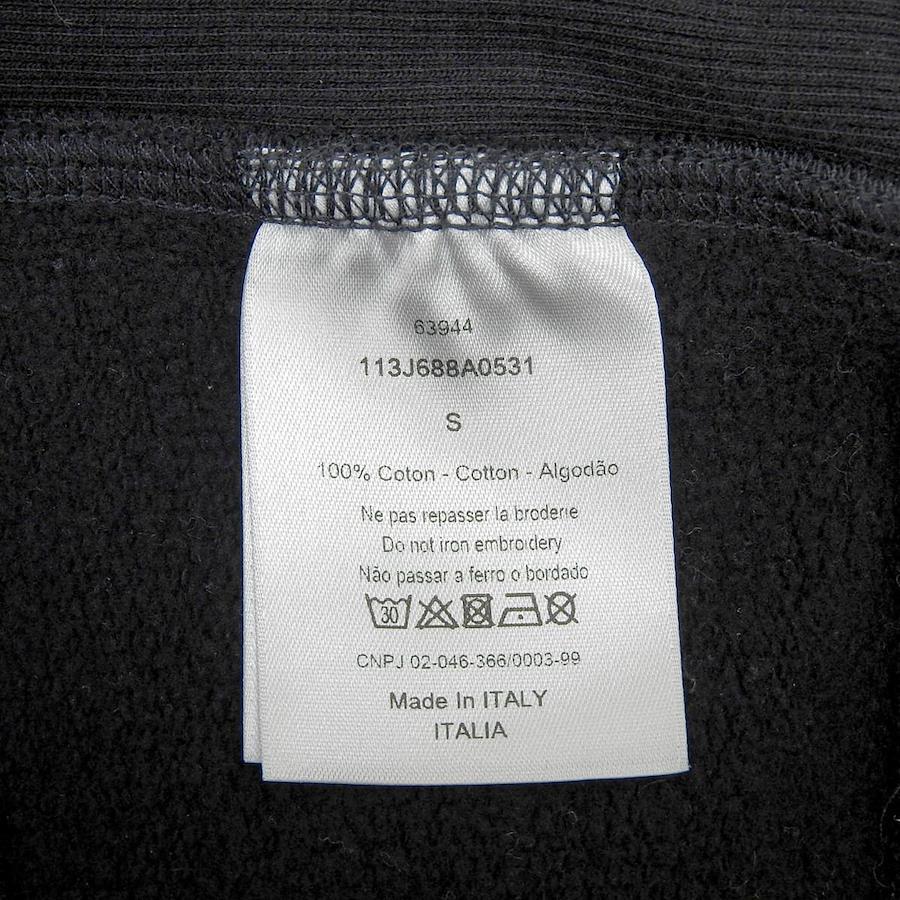 63944
113J688A0531
S
100% Coton - Cotton - Algodão
Ne pas repasser la broderie
Do not iron embroidery
Não passar a ferro o bordado
30
CNPJ 02-046-366/0003-99
Made In ITALY
ITALIA